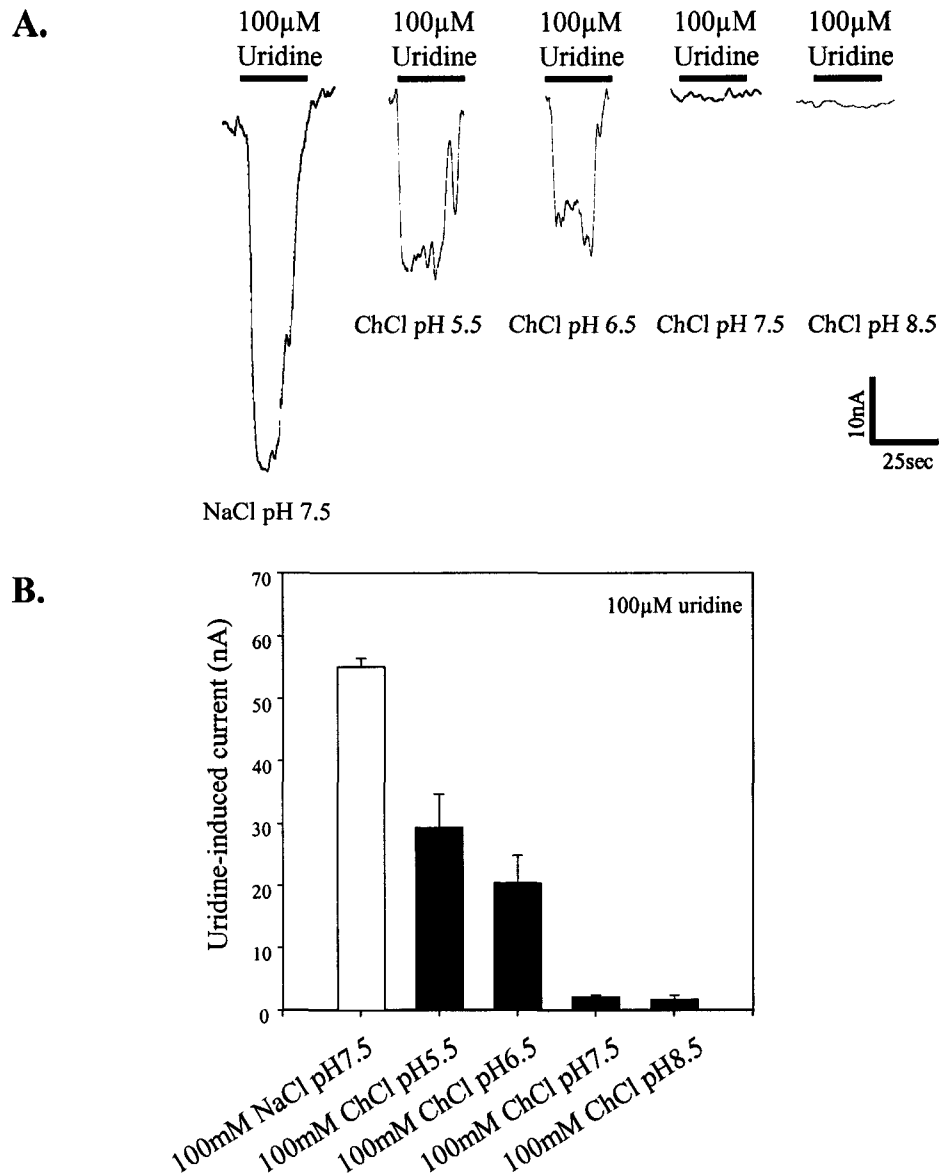 A.
100µM
Uridine
100µM
Uridine
100µM
Uridine
100µM
Uridine
100µM
Uridine
ChCl pH 5.5
ChCl pH 6.5
ChCl pH 7.5
ChCl pH 8.5
10nA
25sec
NaCl pH 7.5
B.
Uridine-induced current (nA)
70
60
50
40
30
20
10
0
100µM uridine
100mM NaCl pH7.5
100mM ChCl pH5.5
100mM ChCl pH6.5
100mM ChCl pH7.5
100mM ChCl pH8.5